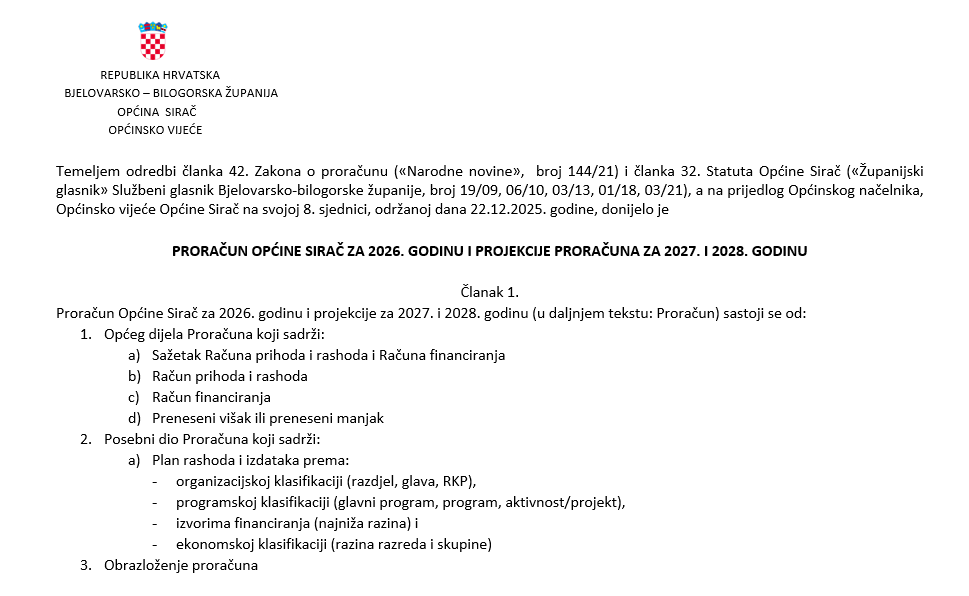 REPUBLIKA HRVATSKA
BJELOVARSKO – BILOGORSKA ŽUPANIJA
OPĆINA  SIRAČ
OPĆINSKO VIJEĆE
Temeljem odredbi članka 42. Zakona o proračunu («Narodne novine»,  broj 144/21) i članka 32. Statuta Općine Sirač («Županijski
glasnik» Službeni glasnik Bjelovarsko-bilogorske županije, broj 19/09, 06/10, 03/13, 01/18, 03/21), a na prijedlog Općinskog načelnika,
Općinsko vijeće Općine Sirač na svojoj 8. sjednici, održanoj dana 22.12.2025. godine, donijelo je
PRORAČUN OPĆINE SIRAČ ZA 2026. GODINU I PROJEKCIJE PRORAČUNA ZA 2027. I 2028. GODINU
Članak 1.
Proračun Općine Sirač za 2026. godinu i projekcije za 2027. i 2028. godinu (u daljnjem tekstu: Proračun) sastoji se od:
1. Općeg dijela Proračuna koji sadrži:
a) Sažetak Računa prihoda i rashoda i Računa financiranja
b) Račun prihoda i rashoda
c) Račun financiranja
d) Preneseni višak ili preneseni manjak
2. Posebni dio Proračuna koji sadrži:
a) Plan rashoda i izdataka prema:
- organizacijskoj klasifikaciji (razdjel, glava, RKP),
- programskoj klasifikaciji (glavni program, program, aktivnost/projekt),
- izvorima financiranja (najniža razina) i
- ekonomskoj klasifikaciji (razina razreda i skupine)
3. Obrazloženje proračuna